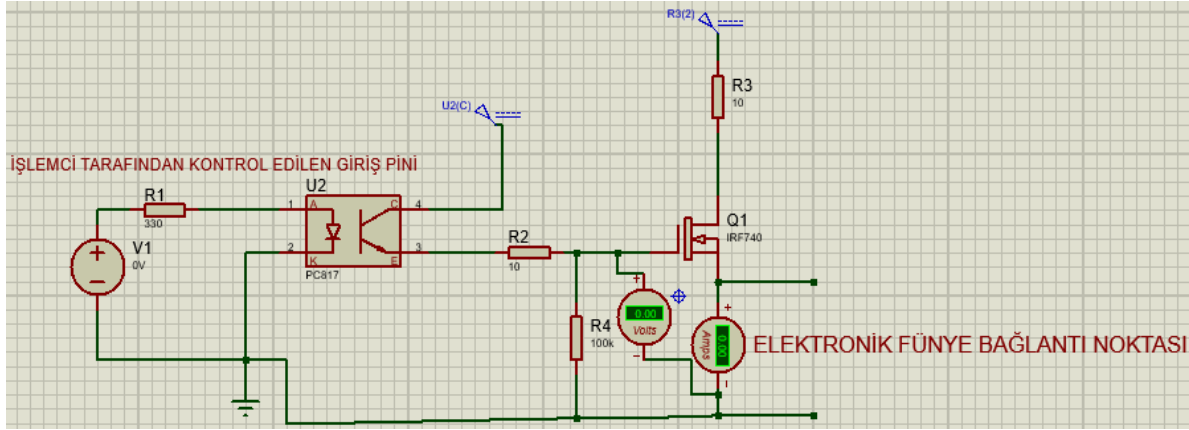 R3(2)
R3
10
U2(C)
İŞLEMCİ TARAFINDAN KONTROL EDİLEN GİRİŞ PİNİ
U2
R1
330
1
A
C
4
Q1
IRF740
V1
0V
2
K
E
3
PC817
R2
10
+
0.00
Volts
R4
100k
+
0.00
Amps
ELEKTRONİK FÜNYE BAĞLANTI NOKTASI